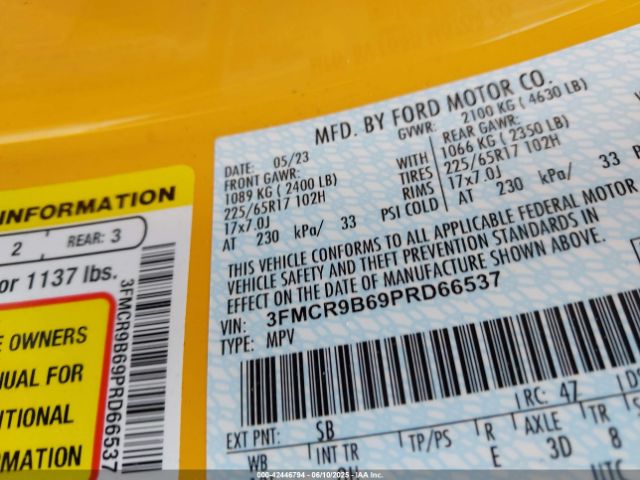 MFD. BY FORD MOTOR CO.
DATE: 05/23
GVWR: 2100 KG ( 4630 LB)
FRONT GAWR:
REAR GAWR:
1089 KG ( 2400 LB)
WITH
1066 KG ( 2350 LB)
225/65R17 102H
TIRES
225/65R17 102H
17x7.0J
RIMS
17x7.0J
AT 230 kPa/ 33 PSI COLD
AT 230 kPa/ 33
THIS VEHICLE CONFORMS TO ALL APPLICABLE FEDERAL MOTOR
VEHICLE SAFETY AND THEFT PREVENTION STANDARDS IN
EFFECT ON THE DATE OF MANUFACTURE SHOWN ABOVE.
VIN: 3FMCR9B69PRD66537
TYPE: MPV
EXT PNT: SB
RC: 47
DS
WB
INT TR
TP/PS
R
E
AXLE
3D
TR
8
UTC
INFORMATION
2
REAR: 3
or 1137 lbs.
3FMCR9B69PRD66537
OWNERS
FOR
INFORMATION
IAA 00-42446794 - 06/10/2025 - IAA Inc.